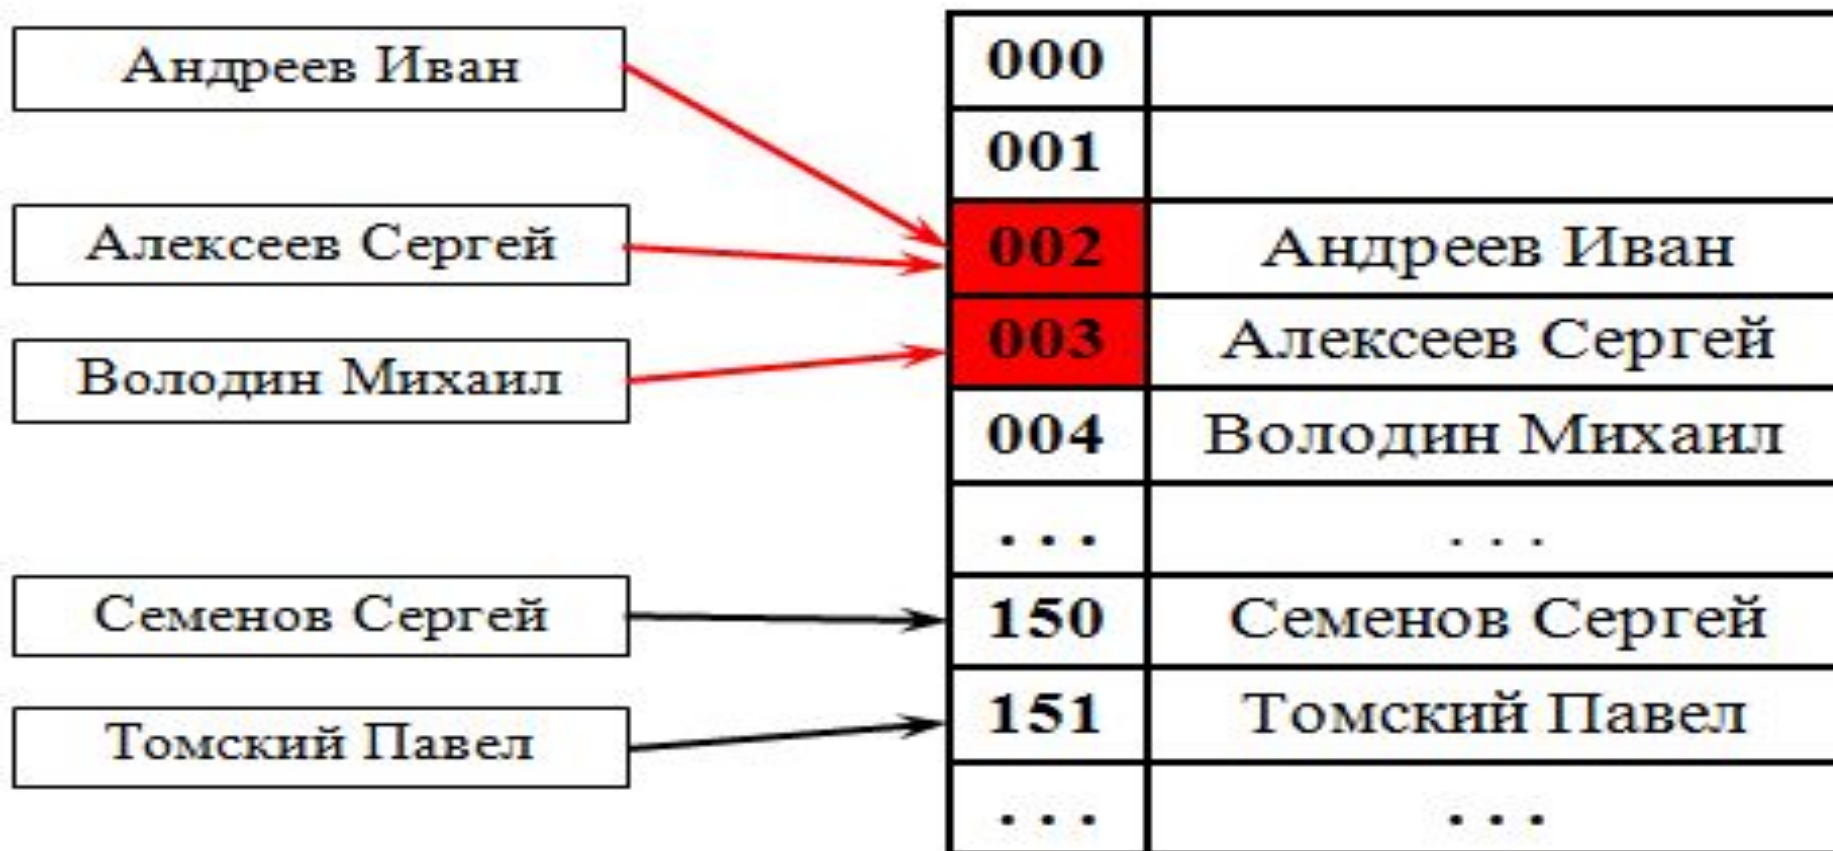 Андреев Иван
Алексеев Сергей
Володин Михаил
Семенов Сергей
Томский Павел
000
001
002 Андреев Иван
003 Алексеев Сергей
004 Володин Михаил
... ...
150 Семенов Сергей
151 Томский Павел
... ...